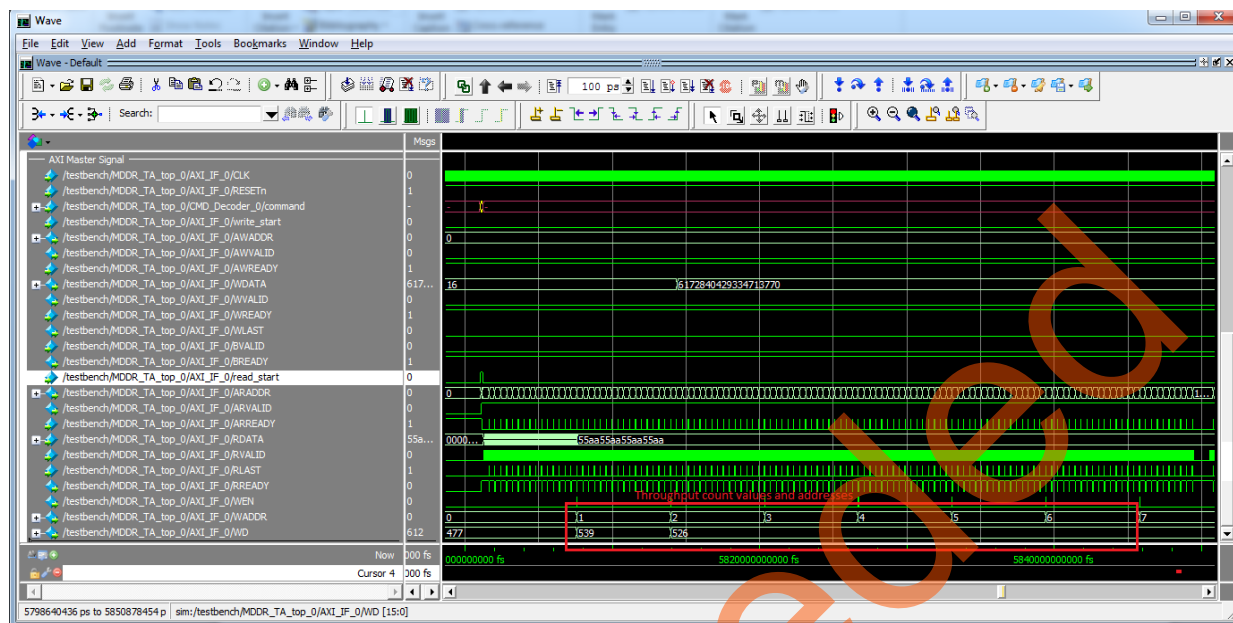 Wave
File Edit View Add Format Tools Bookmarks Window Help
Wave - Default
100 ps
Search:
Msgs
AXI Master Signal
/testbench/MDDR_TA_top_0/AXI_IF_0/CLK 0
/testbench/MDDR_TA_top_0/AXI_IF_0/RESETn 1
/testbench/MDDR_TA_top_0/CMD_Decoder_0/command -
/testbench/MDDR_TA_top_0/AXI_IF_0/write_start 0
/testbench/MDDR_TA_top_0/AXI_IF_0/AWADDR 0 0
/testbench/MDDR_TA_top_0/AXI_IF_0/AWVALID 0
/testbench/MDDR_TA_top_0/AXI_IF_0/AWREADY 1
/testbench/MDDR_TA_top_0/AXI_IF_0/WDATA 617... 16 6172840429334713770
/testbench/MDDR_TA_top_0/AXI_IF_0/WVALID 0
/testbench/MDDR_TA_top_0/AXI_IF_0/WREADY 1
/testbench/MDDR_TA_top_0/AXI_IF_0/WLAST 0
/testbench/MDDR_TA_top_0/AXI_IF_0/BVALID 0
/testbench/MDDR_TA_top_0/AXI_IF_0/BREADY 1
/testbench/MDDR_TA_top_0/AXI_IF_0/read_start 0
/testbench/MDDR_TA_top_0/AXI_IF_0/ARADDR 0 0 1...
/testbench/MDDR_TA_top_0/AXI_IF_0/ARVALID 0
/testbench/MDDR_TA_top_0/AXI_IF_0/ARREADY 1
/testbench/MDDR_TA_top_0/AXI_IF_0/RDATA 55a... 0000... 55aa55aa55aa55aa
/testbench/MDDR_TA_top_0/AXI_IF_0/RVALID 0
/testbench/MDDR_TA_top_0/AXI_IF_0/RLAST 1
/testbench/MDDR_TA_top_0/AXI_IF_0/RREADY 0
Throughput count values and addresses
/testbench/MDDR_TA_top_0/AXI_IF_0/WEN 0
/testbench/MDDR_TA_top_0/AXI_IF_0/WADDR 0 0 1 2 3 4 5 6 7
/testbench/MDDR_TA_top_0/AXI_IF_0/WD 612 477 539 526
Now 000 fs 000000000 fs 5820000000000 fs 5840000000000 fs
Cursor 4 000 fs
5798640436 ps to 5850878454 p sim:/testbench/MDDR_TA_top_0/AXI_IF_0/WD [15:0]